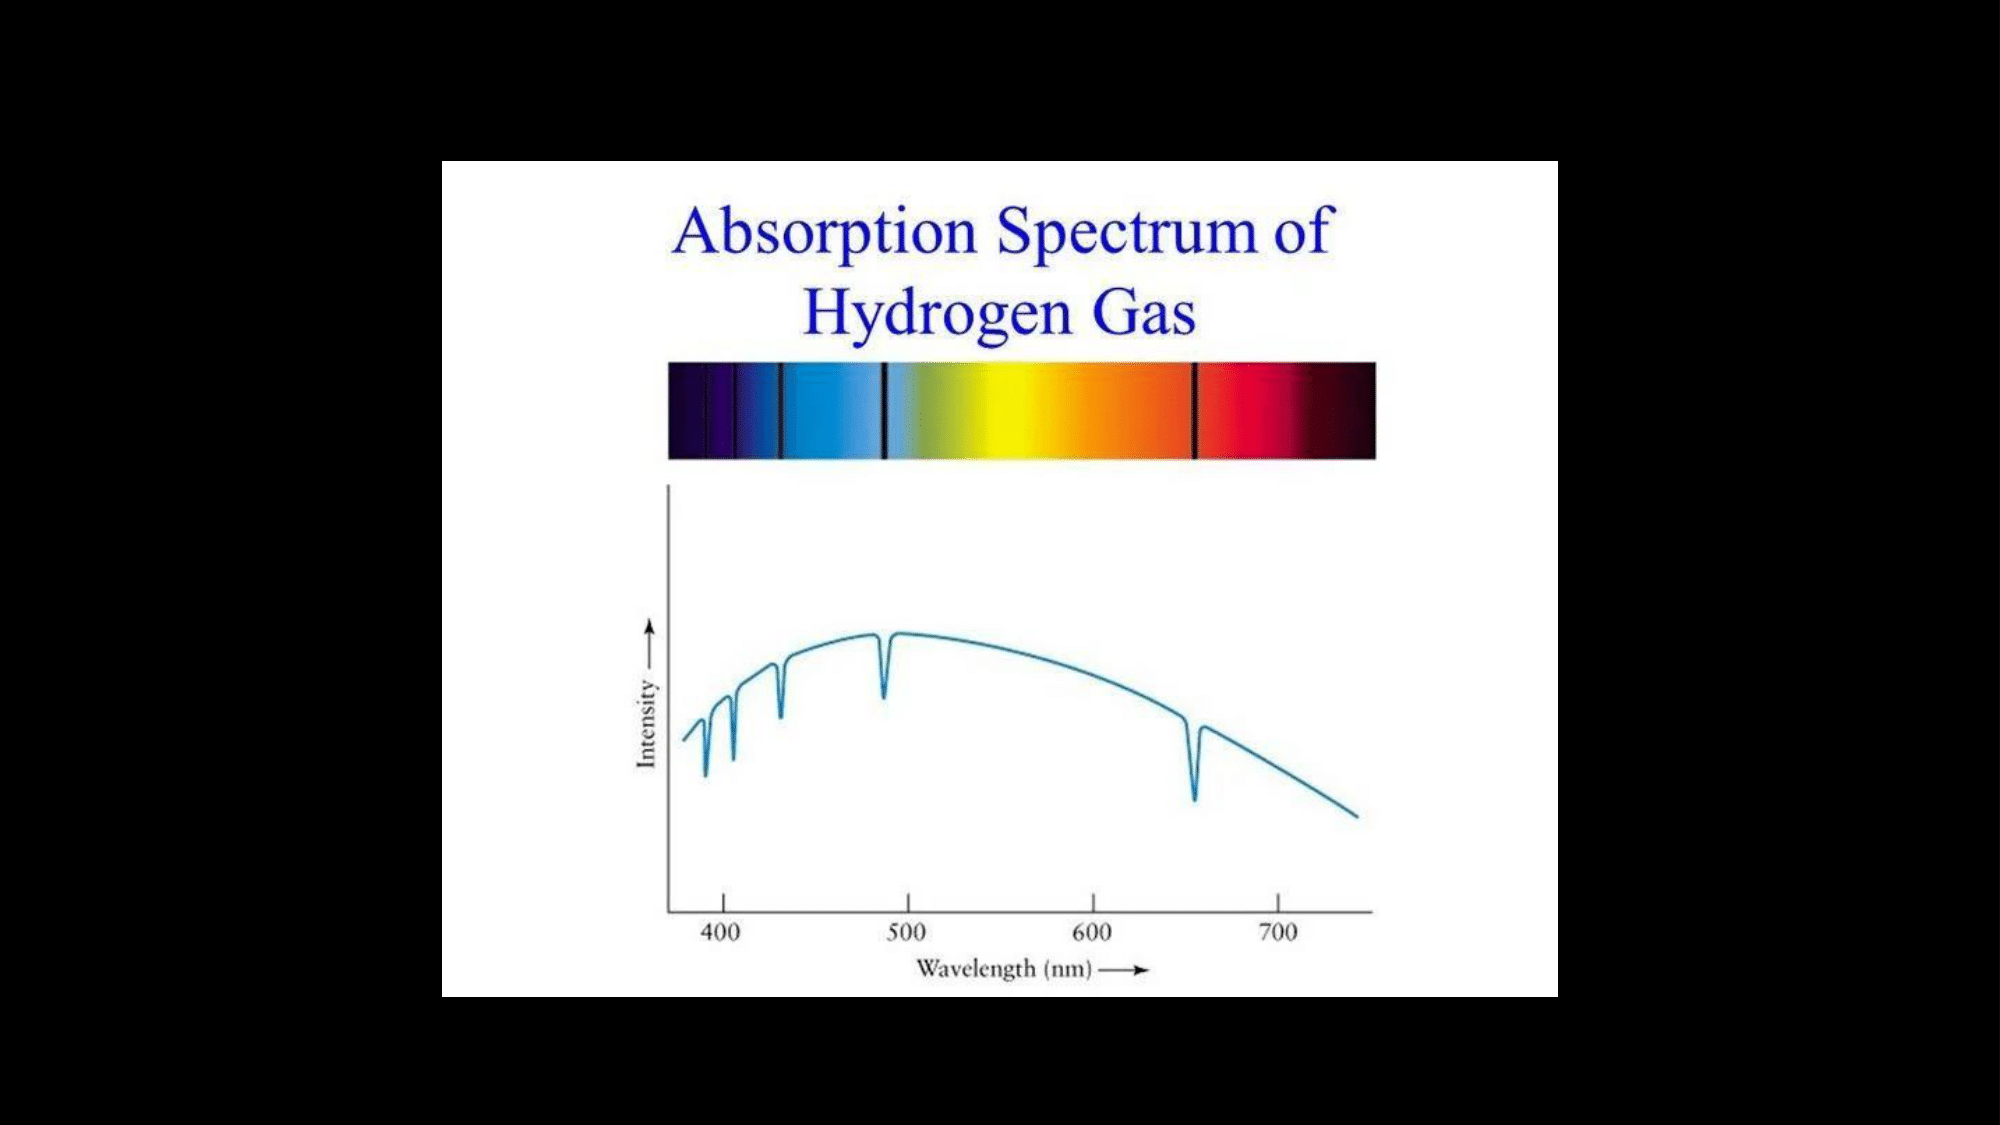 Absorption Spectrum of
Hydrogen Gas
Intensity
400 500 600 700
Wavelength (nm)